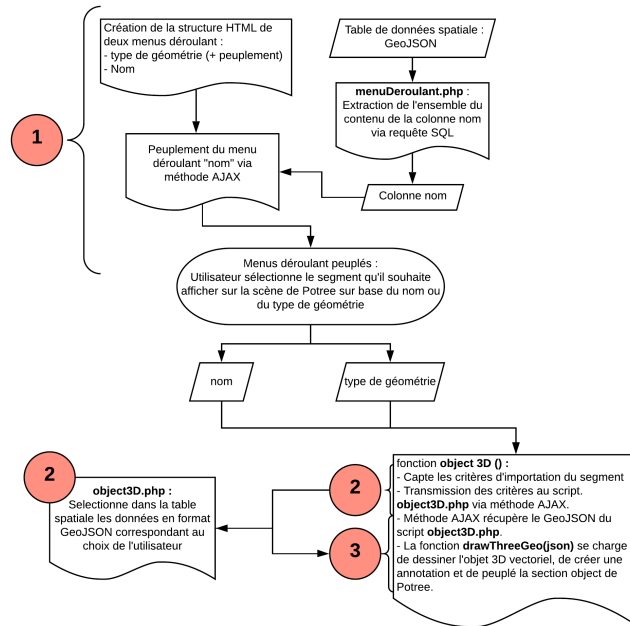 Création de la structure HTML de
deux menus déroulant :
- type de géométrie (+ peuplement)
- Nom
Table de données spatiale :
GeoJSON
menuDeroulant.php :
Extraction de l'ensemble du
contenu de la colonne nom
via requête SQL
1
Peuplement du menu
déroulant "nom" via
méthode AJAX
Colonne nom
Menus déroulant peuplés :
Utilisateur sélectionne le segment qu'il souhaite
afficher sur la scène de Potree sur base du nom ou
du type de géométrie
nom
type de géométrie
2
object3D.php :
Selectionne dans la table
spatiale les données en format
GeoJSON correspondant au
choix de l'utilisateur
2
3
fonction object 3D () :
- Capte les critères d'importation du segment
- Transmission des critères au script.
object3D.php via méthode AJAX.
- Méthode AJAX récupère le GeoJSON du
script object3D.php.
- La fonction drawThreeGeo(json) se charge
de dessiner l'objet 3D vectoriel, de créer une
annotation et de peuplé la section object de
Potree.